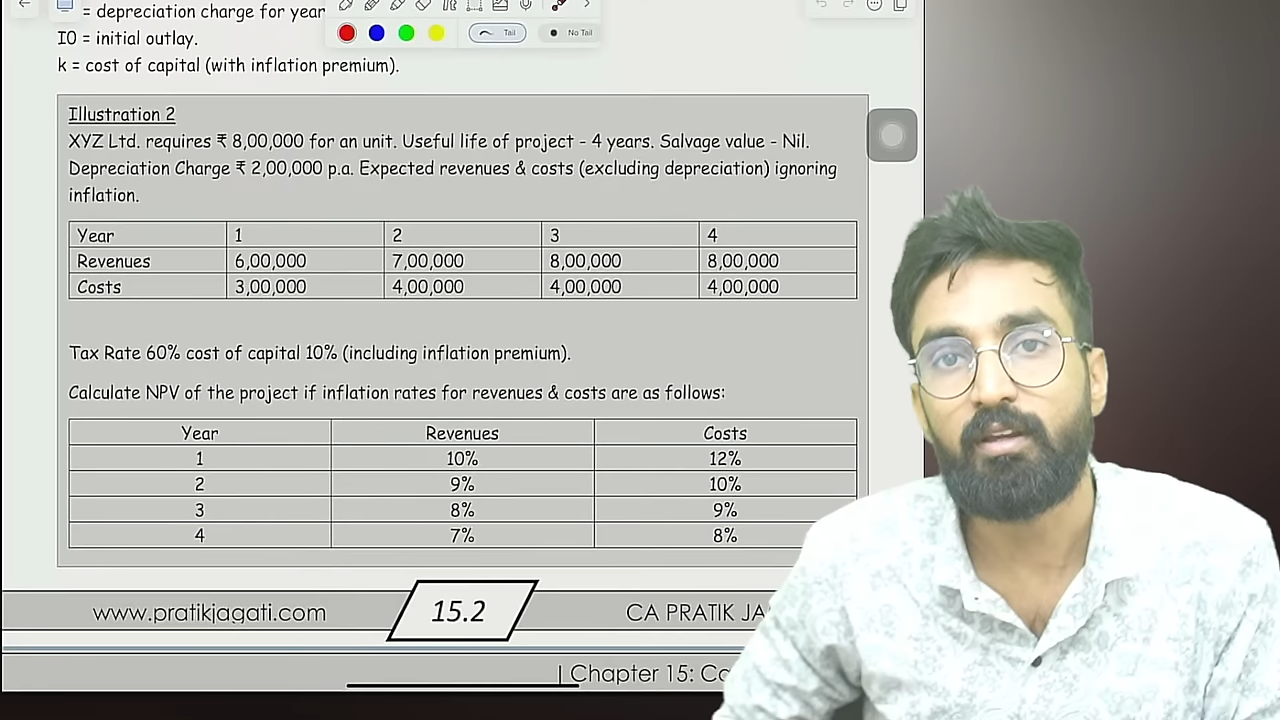 = depreciation charge for year
I0 = initial outlay.
k = cost of capital (with inflation premium).
Tail
No Tail
Illustration 2
XYZ Ltd. requires ₹ 8,00,000 for an unit. Useful life of project - 4 years. Salvage value - Nil.
Depreciation Charge ₹ 2,00,000 p.a. Expected revenues & costs (excluding depreciation) ignoring
inflation.
Year 1 2 3 4
Revenues 6,00,000 7,00,000 8,00,000 8,00,000
Costs 3,00,000 4,00,000 4,00,000 4,00,000
Tax Rate 60% cost of capital 10% (including inflation premium).
Calculate NPV of the project if inflation rates for revenues & costs are as follows:
Year Revenues Costs
1 10% 12%
2 9% 10%
3 8% 9%
4 7% 8%
www.pratikjagati.com 15.2 CA PRATIK JA
| Chapter 15: Co